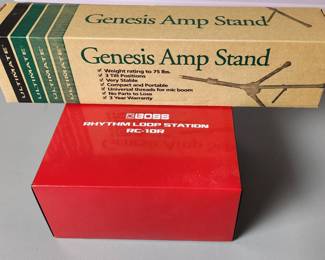 Genesis Amp Stand
ULTIMATE
ULTIMATE
ULTIMATE
ULTIMATE
Genesis Amp Stand
✓ Weight rating to 75 lbs.
✓ 3 Tilt Positions
✓ Very Stable
✓ Compact and Portable
✓ Universal threads for mic boom
✓ No Parts to Lose
✓ 3 Year Warranty
BOSS
RHYTHM LOOP STATION
RC-10R